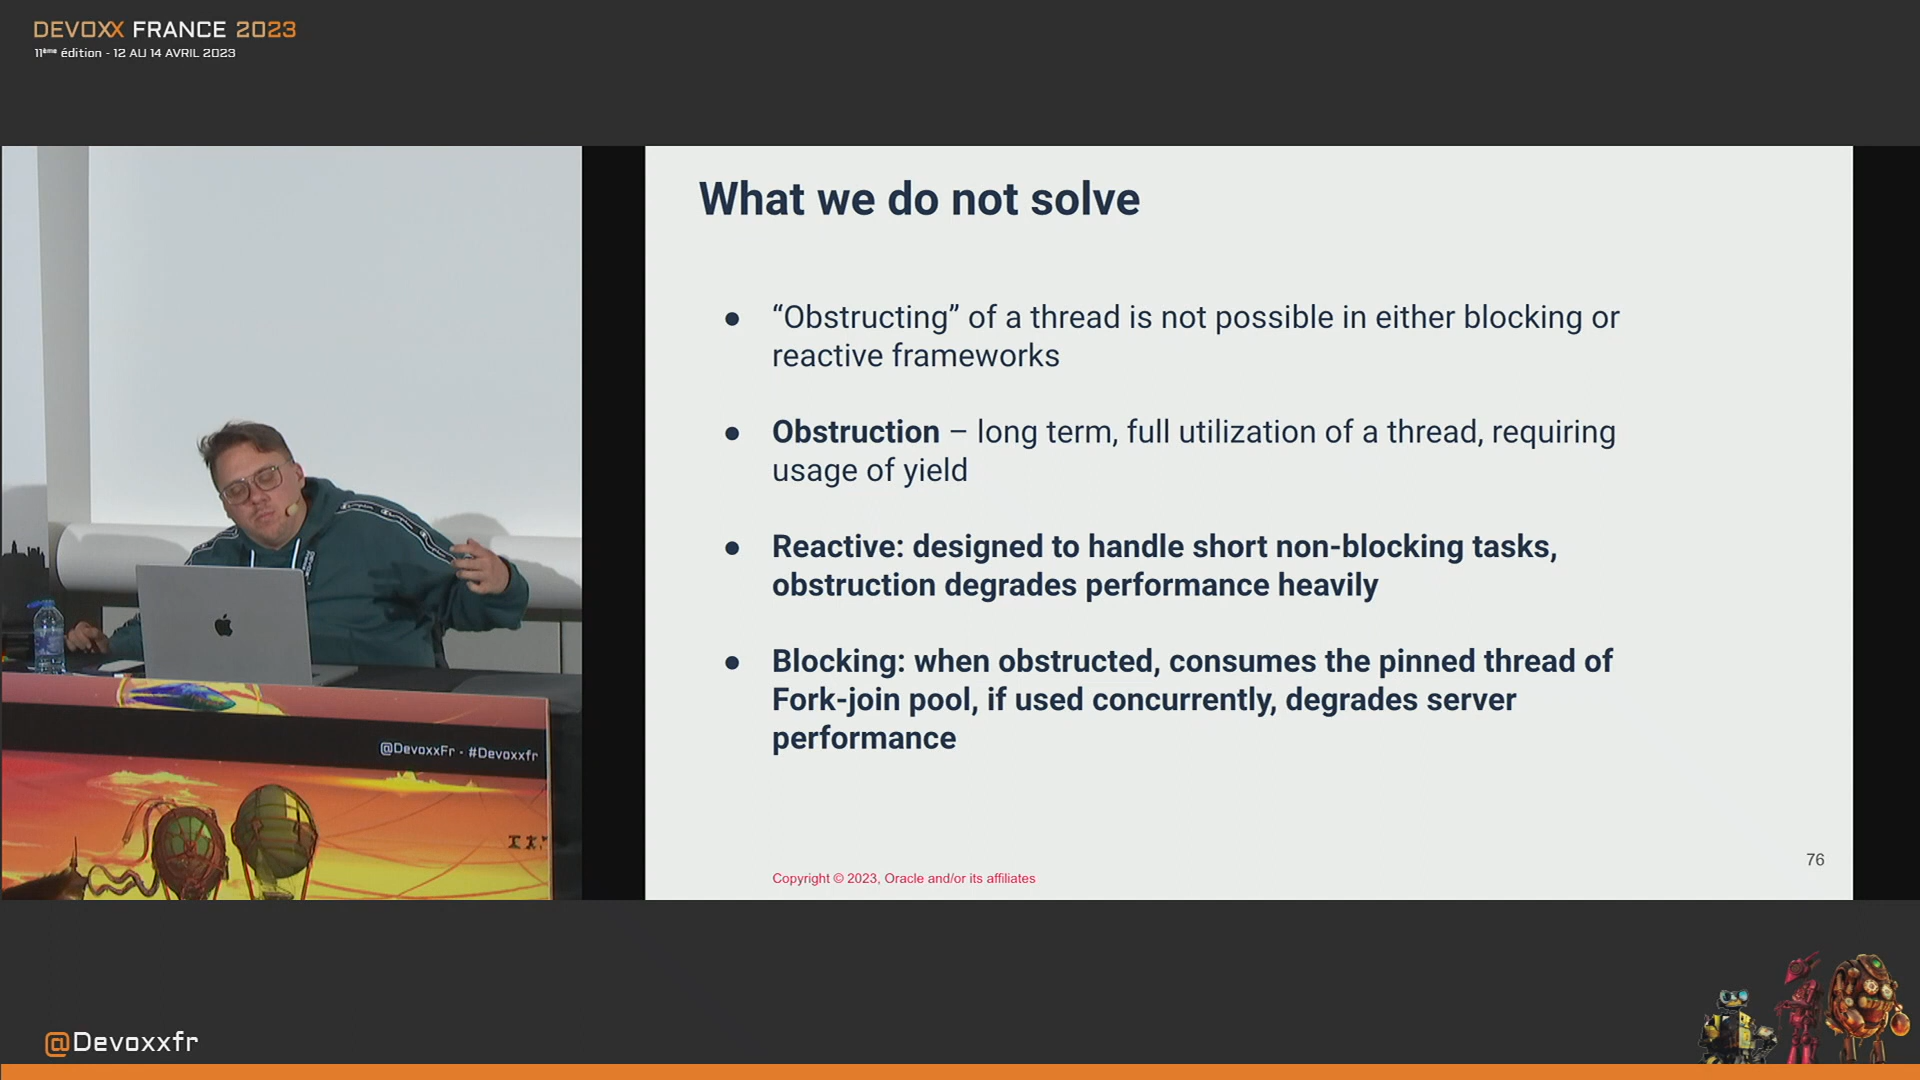 DEVOXX FRANCE 2023
11ème édition - 12 AU 14 AVRIL 2023
What we do not solve
● “Obstructing” of a thread is not possible in either blocking or
reactive frameworks
● Obstruction – long term, full utilization of a thread, requiring
usage of yield
● Reactive: designed to handle short non-blocking tasks,
obstruction degrades performance heavily
● Blocking: when obstructed, consumes the pinned thread of
Fork-join pool, if used concurrently, degrades server
performance
76
Copyright © 2023, Oracle and/or its affiliates
@DevoxxFr - #Devoxxfr
@Devoxxfr